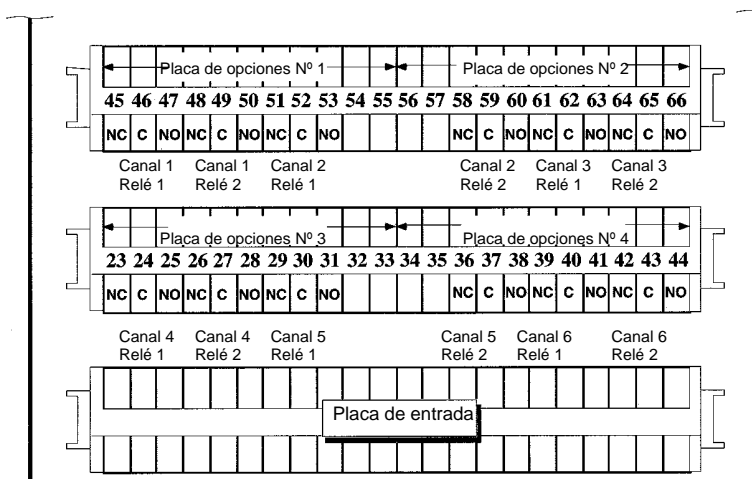 Placa de opciones Nº 1 Placa de opciones Nº 2
45 46 47 48 49 50 51 52 53 54 55 56 57 58 59 60 61 62 63 64 65 66
NC C NO NC C NO NC C NO NC C NO NC C NO NC C NO
Canal 1 Canal 1 Canal 2 Canal 2 Canal 3 Canal 3
Relé 1 Relé 2 Relé 1 Relé 2 Relé 1 Relé 2
Placa de opciones Nº 3 Placa de opciones Nº 4
23 24 25 26 27 28 29 30 31 32 33 34 35 36 37 38 39 40 41 42 43 44
NC C NO NC C NO NC C NO NC C NO NC C NO NC C NO
Canal 4 Canal 4 Canal 5 Canal 5 Canal 6 Canal 6
Relé 1 Relé 2 Relé 1 Relé 2 Relé 1 Relé 2
Placa de entrada